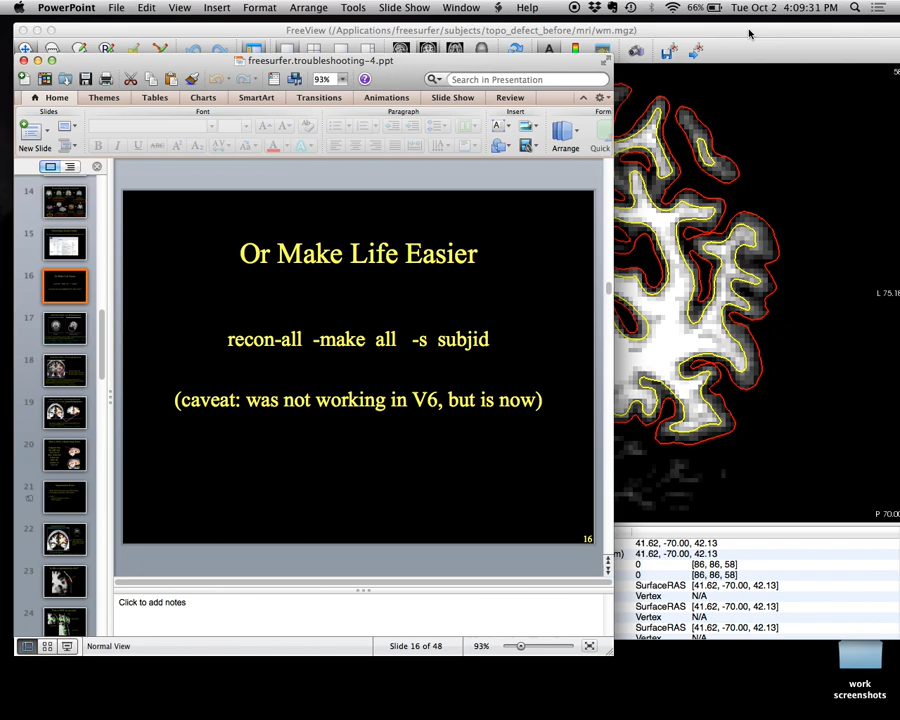 PowerPoint File Edit View Insert Format Arrange Tools Slide Show Window Help 66% Tue Oct 2 4:09:31 PM
FreeView (/Applications/freesurfer/subjects/topo_defect_before/mri/wm.mgz)
freesurfer.troubleshooting-4.ppt
93% Search in Presentation
Home Themes Tables Charts SmartArt Transitions Animations Slide Show Review
Slides Font Paragraph Insert Form
New Slide Arrange Quick
14
15
16
17
18
19
20
21
22
23
24
Or Make Life Easier
recon-all -make all -s subjid
(caveat: was not working in V6, but is now)
16
Click to add notes
Normal View Slide 16 of 48 93%
L 75.18
P 70.00
41.62, -70.00, 42.13
41.62, -70.00, 42.13
0 [86, 86, 58]
0 [86, 86, 58]
SurfaceRAS [41.62, -70.00, 42.13]
Vertex N/A
SurfaceRAS [41.62, -70.00, 42.13]
Vertex N/A
SurfaceRAS [41.62, -70.00, 42.13]
Vertex N/A
work
screenshots